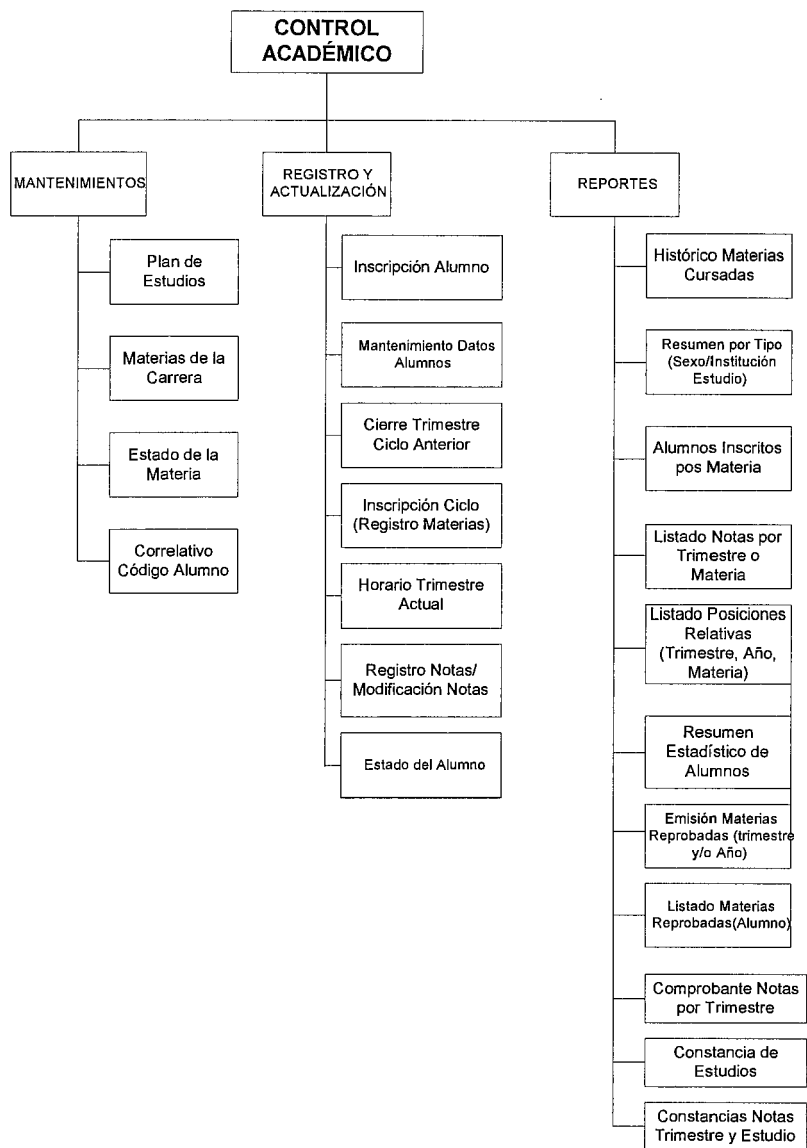 CONTROL
ACADÉMICO
MANTENIMIENTOS
REGISTRO Y
ACTUALIZACIÓN
REPORTES
Plan de
Estudios
Materias de la
Carrera
Estado de la
Materia
Correlativo
Código Alumno
Inscripción Alumno
Mantenimiento Datos
Alumnos
Cierre Trimestre
Ciclo Anterior
Inscripción Ciclo
(Registro Materias)
Horario Trimestre
Actual
Registro Notas/
Modificación Notas
Estado del Alumno
Histórico Materias
Cursadas
Resumen por Tipo
(Sexo/Institución
Estudio)
Alumnos Inscritos
pos Materia
Listado Notas por
Trimestre o
Materia
Listado Posiciones
Relativas
(Trimestre, Año,
Materia)
Resumen
Estadístico de
Alumnos
Emisión Materias
Reprobadas (trimestre
y/o Año)
Listado Materias
Reprobadas(Alumno)
Comprobante Notas
por Trimestre
Constancia de
Estudios
Constancias Notas
Trimestre y Estudio